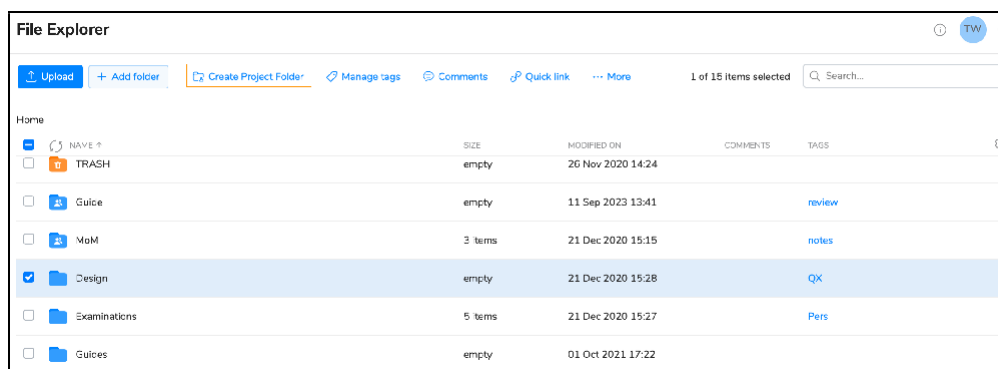 File Explorer
TW
Upload + Add folder Create Project Folder Manage tags Comments Quick link ··· More 1 of 15 items selected Search...
Home
NAME ↑ SIZE MODIFIED ON COMMENTS TAGS
TRASH empty 26 Nov 2020 14:24
Guide empty 11 Sep 2023 13:41 review
MoM 3 items 21 Dec 2020 15:15 notes
Design empty 21 Dec 2020 15:28 QX
Examinations 5 items 21 Dec 2020 15:27 Pers
Guides empty 01 Oct 2021 17:22